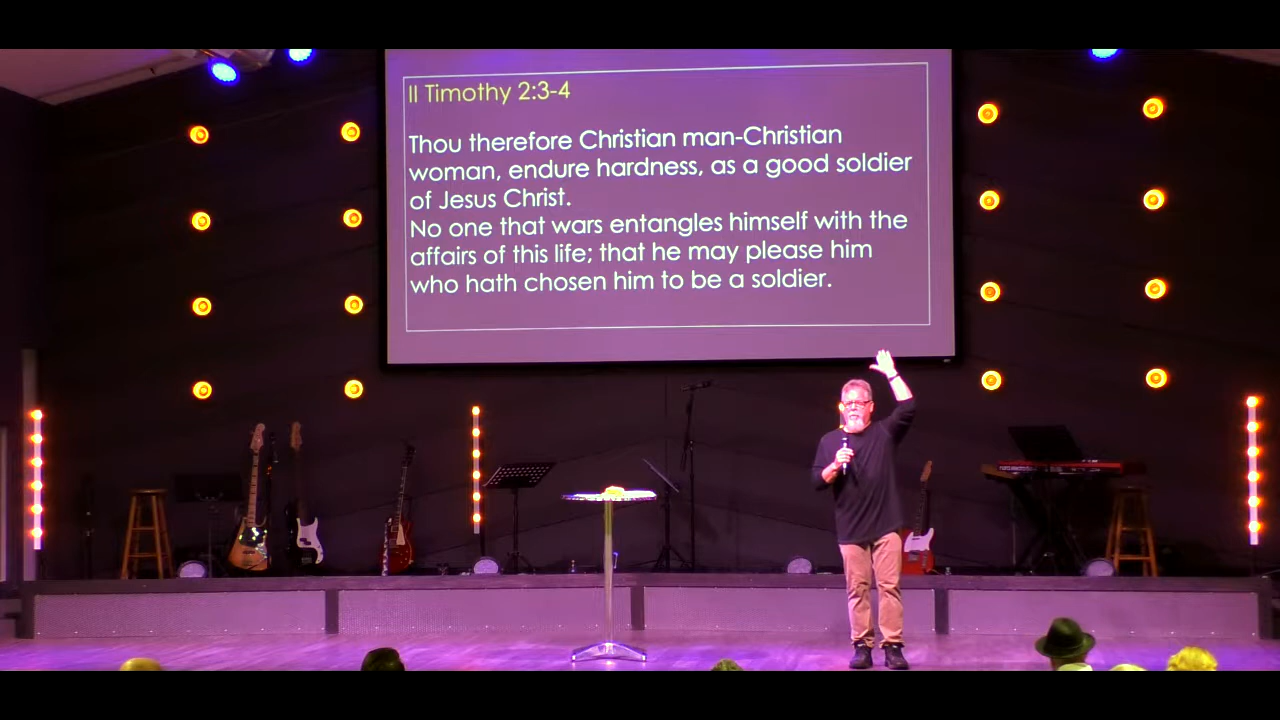 II Timothy 2:3-4
Thou therefore Christian man-Christian
woman, endure hardness, as a good soldier
of Jesus Christ.
No one that wars entangles himself with the
affairs of this life; that he may please him
who hath chosen him to be a soldier.